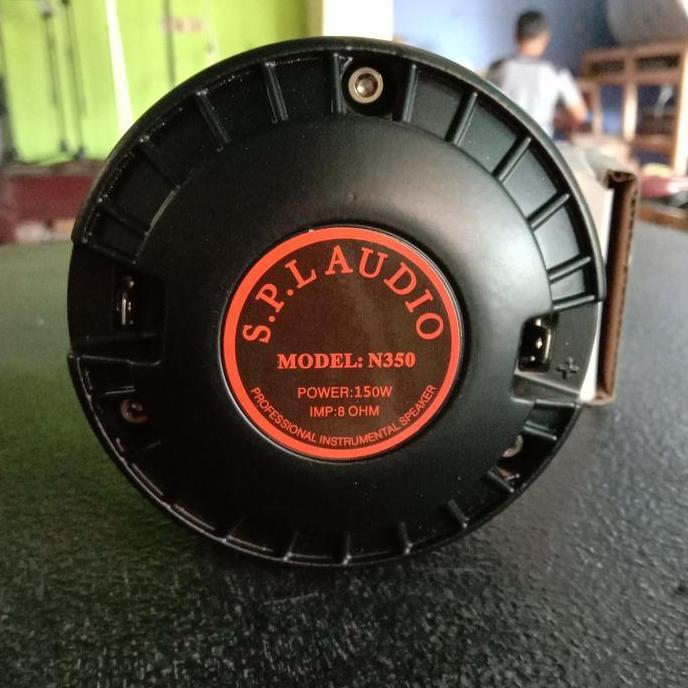 S.P.L AUDIO
MODEL: N350
POWER:150W
IMP:8 OHM
PROFESSIONAL INSTRUMENTAL SPEAKER
+